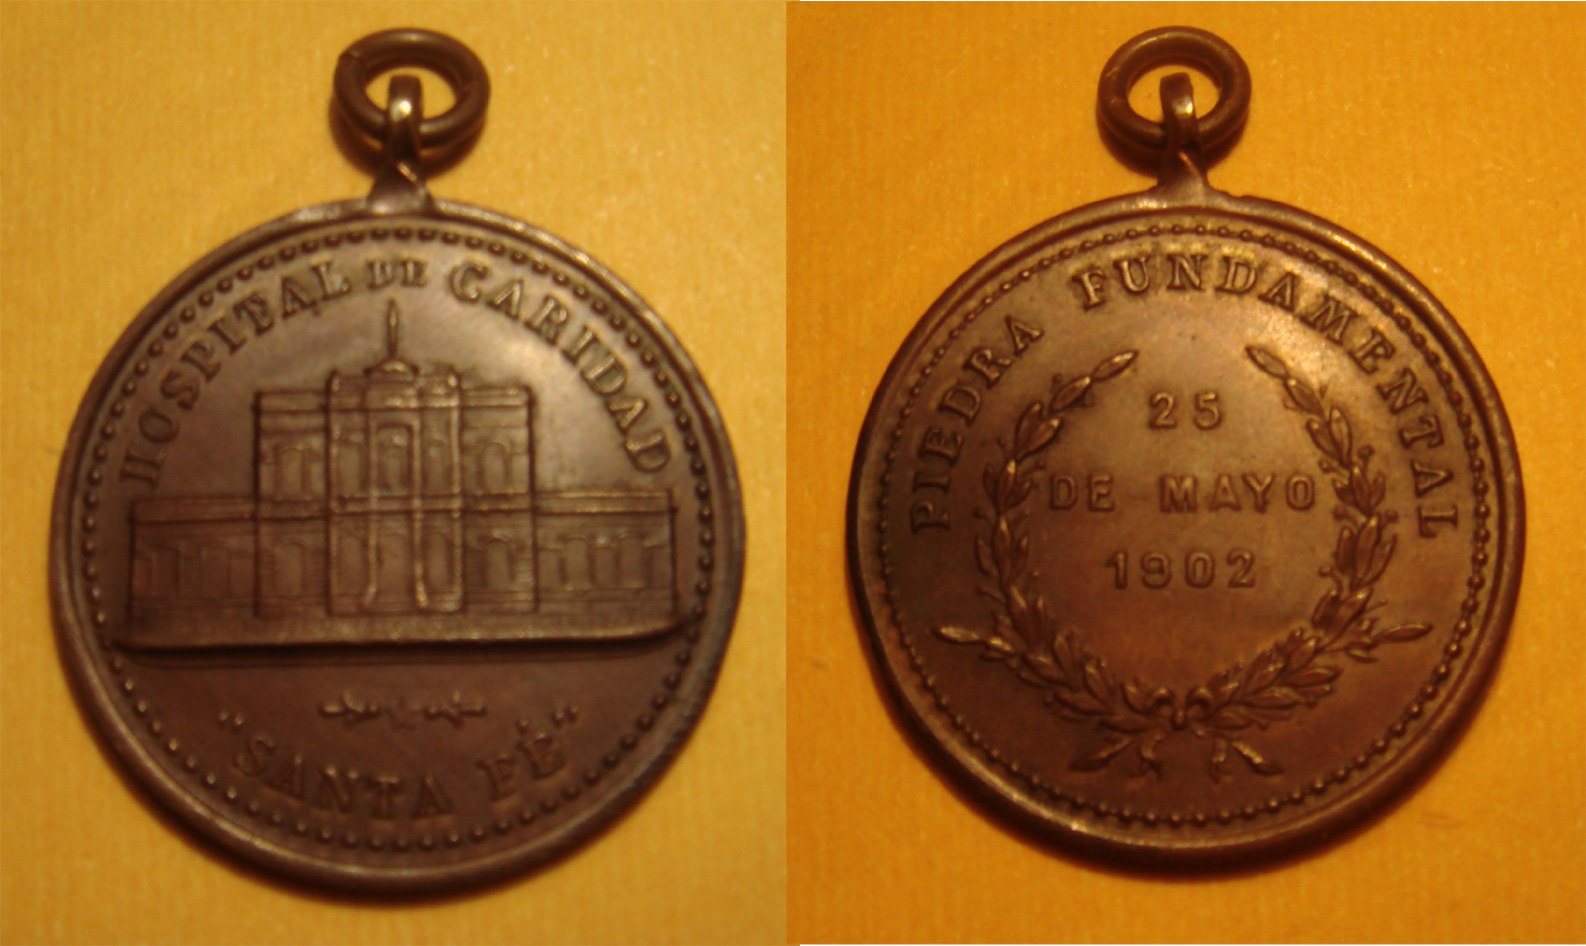 HOSPITAL DE CARIDAD
"SANTA FÉ"
PIEDRA FUNDAMENTAL
25
DE MAYO
1902